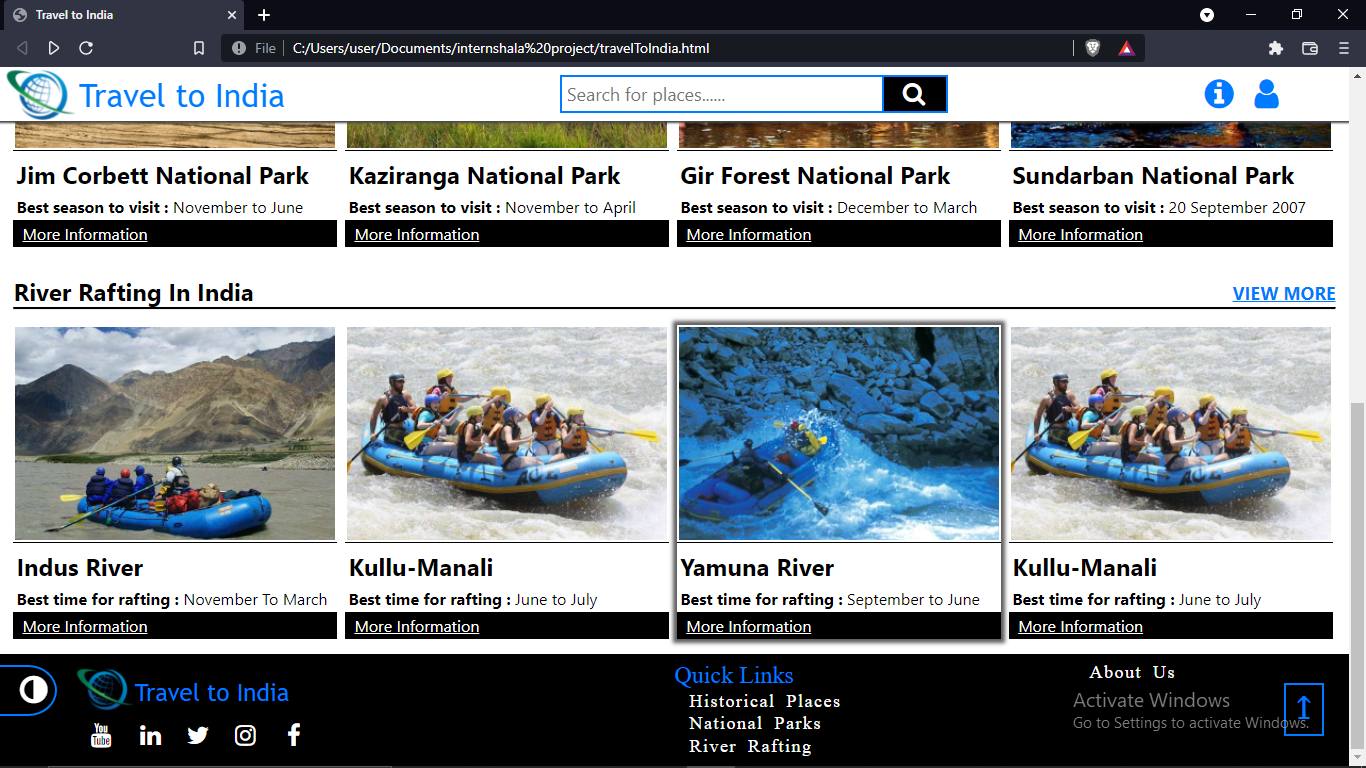 Travel to India
File C:/Users/user/Documents/internshala%20project/travelToIndia.html
Travel to India
Search for places......
Jim Corbett National Park
Best season to visit : November to June
More Information
Kaziranga National Park
Best season to visit : November to April
More Information
Gir Forest National Park
Best season to visit : December to March
More Information
Sundarban National Park
Best season to visit : 20 September 2007
More Information
River Rafting In India
VIEW MORE
Indus River
Best time for rafting : November To March
More Information
Kullu-Manali
Best time for rafting : June to July
More Information
Yamuna River
Best time for rafting : September to June
More Information
Kullu-Manali
Best time for rafting : June to July
More Information
Travel to India
You
Tube
Quick Links
Historical Places
National Parks
River Rafting
About Us
Activate Windows
Go to Settings to activate Windows.